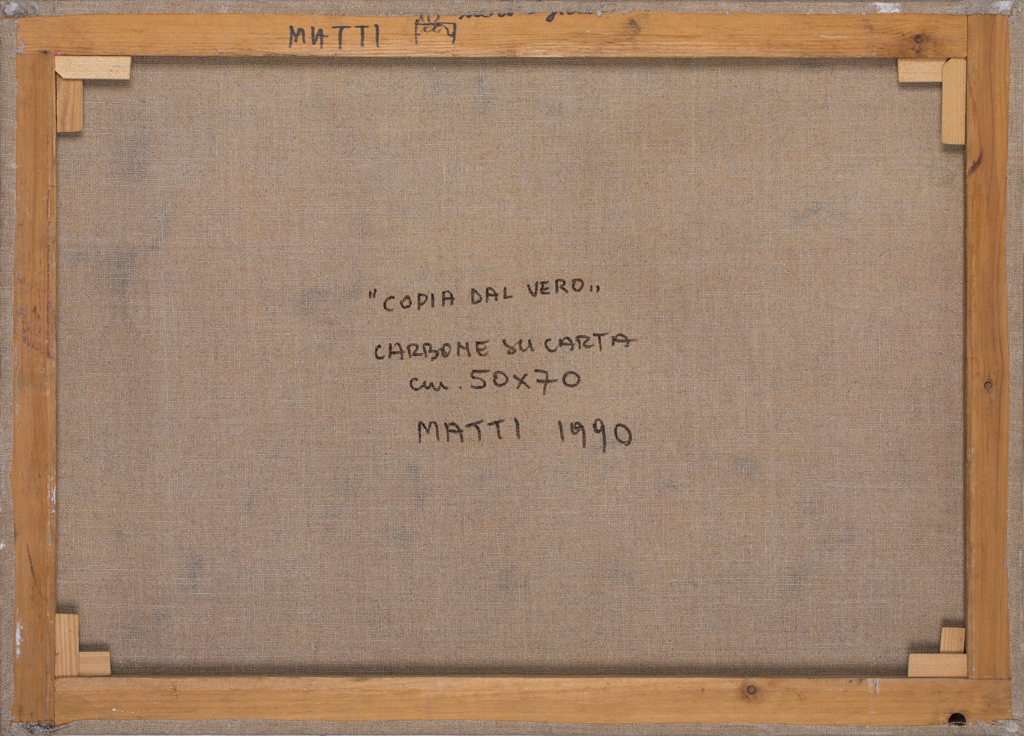 MATTI
"COPIA DAL VERO„
CARBONE SU CARTA
cm. 50x70
MATTI 1990